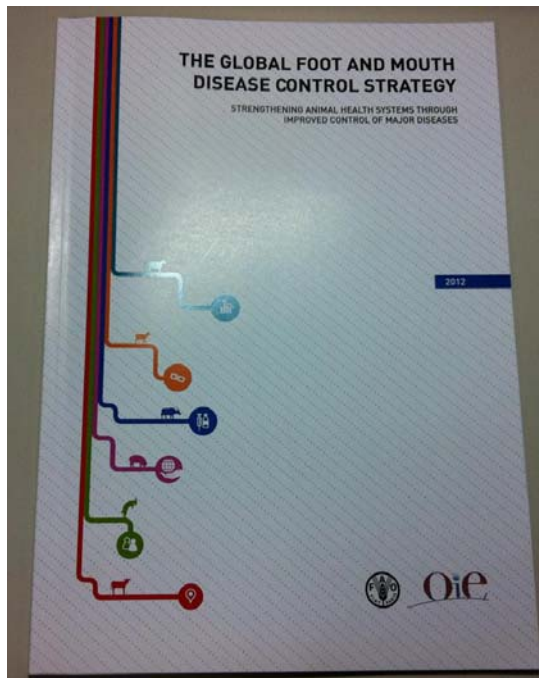 THE GLOBAL FOOT AND MOUTH
DISEASE CONTROL STRATEGY
STRENGTHENING ANIMAL HEALTH SYSTEMS THROUGH
IMPROVED CONTROL OF MAJOR DISEASES
2012
FAO
OiE